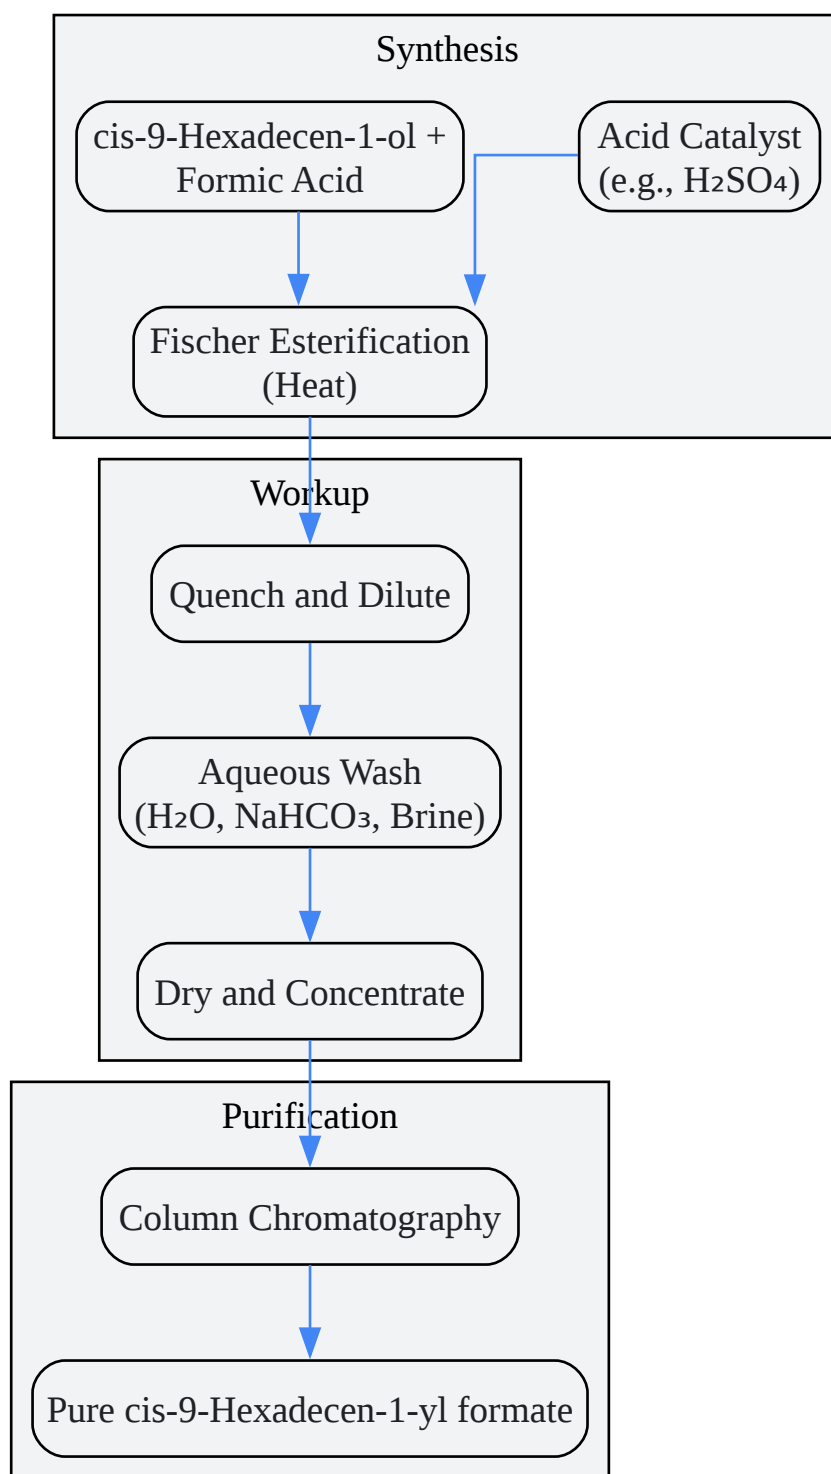 Synthesis
cis-9-Hexadecen-1-ol +
Formic Acid
Acid Catalyst
(e.g., H₂SO₄)
Fischer Esterification
(Heat)
Workup
Quench and Dilute
Aqueous Wash
(H₂O, NaHCO₃, Brine)
Dry and Concentrate
Purification
Column Chromatography
Pure cis-9-Hexadecen-1-yl formate